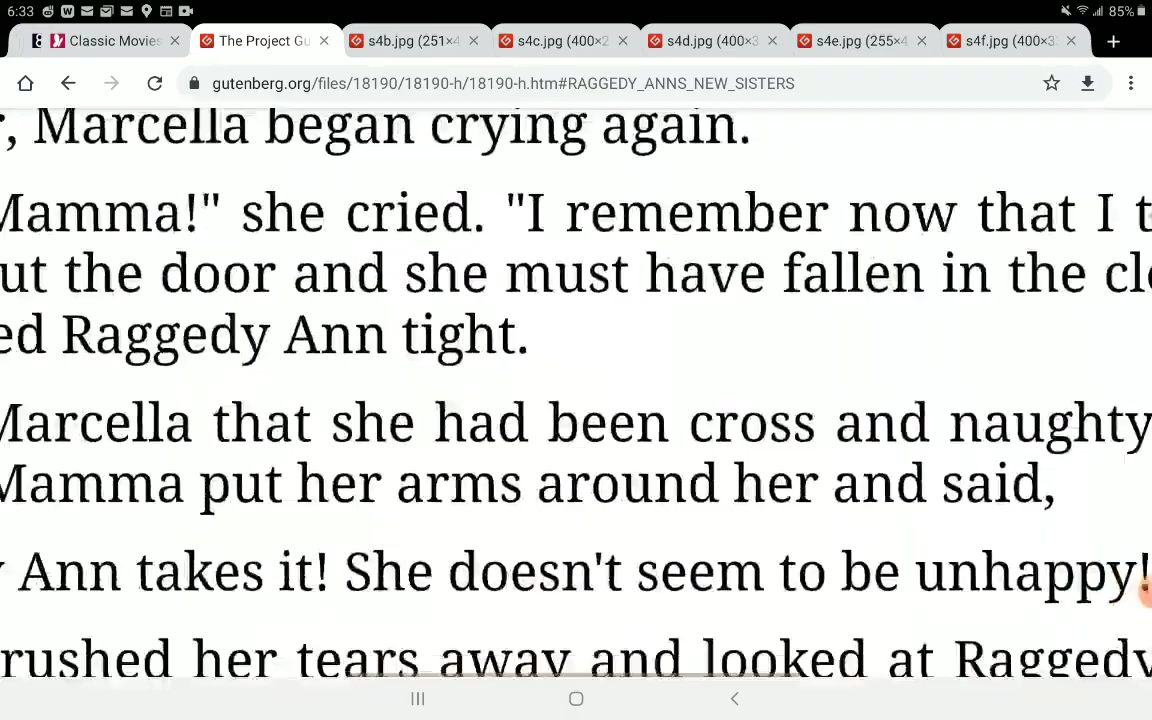 6:33
85%
Classic Movies
The Project Gu
s4b.jpg (251×4
s4c.jpg (400×2
s4d.jpg (400×3
s4e.jpg (255×4
s4f.jpg (400×3
gutenberg.org/files/18190/18190-h/18190-h.htm#RAGGEDY_ANNS_NEW_SISTERS
r, Marcella began crying again.
Mamma!" she cried. "I remember now that I t
ut the door and she must have fallen in the clo
ed Raggedy Ann tight.
Marcella that she had been cross and naughty
Mamma put her arms around her and said,
y Ann takes it! She doesn't seem to be unhappy!
rushed her tears away and looked at Raggedy